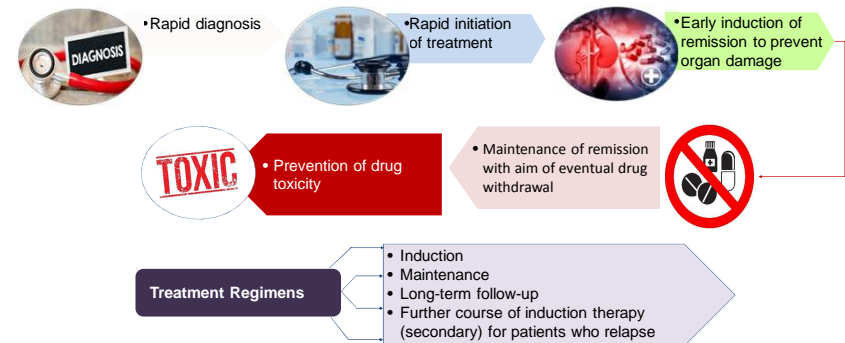 DIAGNOSIS
•Rapid diagnosis
•Rapid initiation
of treatment
•Early induction of
remission to prevent
organ damage
TOXIC
• Prevention of drug
toxicity
• Maintenance of remission
with aim of eventual drug
withdrawal
Treatment Regimens
• Induction
• Maintenance
• Long-term follow-up
• Further course of induction therapy
(secondary) for patients who relapse